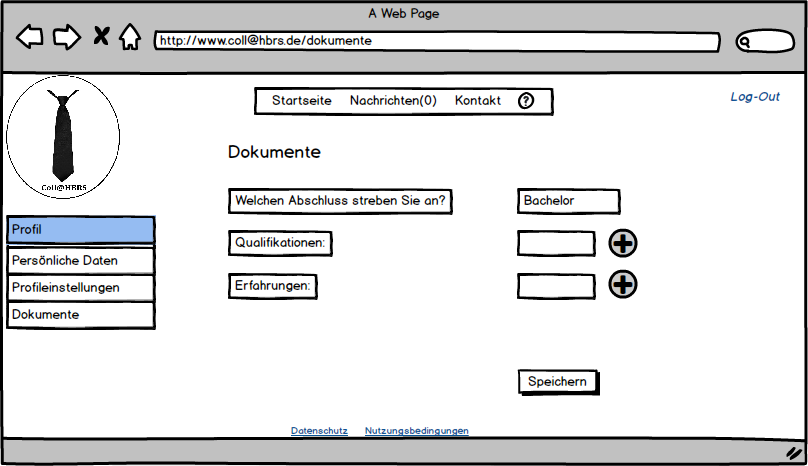 A Web Page
http://www.coll@hbrs.de/dokumente
Startseite Nachrichten(0) Kontakt ?
Log-Out
Coll@HBRS
Dokumente
Welchen Abschluss streben Sie an? Bachelor
Qualifikationen:
Erfahrungen:
Profil
Persönliche Daten
Profileinstellungen
Dokumente
Speichern
Datenschutz Nutzungsbedingungen